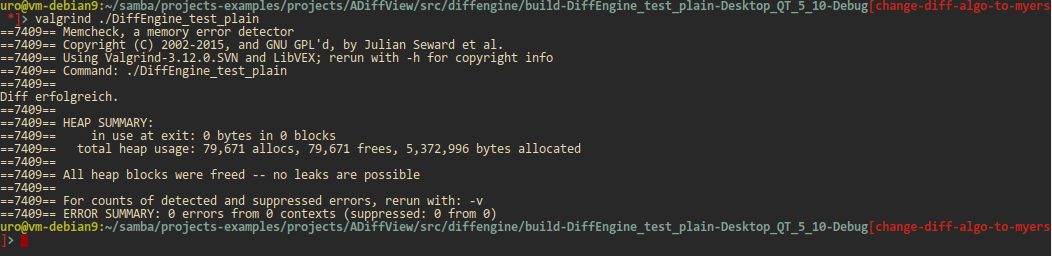 uro@vm-debian9:~/samba/projects-examples/projects/ADiffView/src/diffengine/build-DiffEngine_test_plain-Desktop_QT_5_10-Debug[change-diff-algo-to-myers
 *]> valgrind ./DiffEngine_test_plain
==7409== Memcheck, a memory error detector
==7409== Copyright (C) 2002-2015, and GNU GPL'd, by Julian Seward et al.
==7409== Using Valgrind-3.12.0.SVN and LibVEX; rerun with -h for copyright info
==7409== Command: ./DiffEngine_test_plain
==7409==
Diff erfolgreich.
==7409==
==7409== HEAP SUMMARY:
==7409==     in use at exit: 0 bytes in 0 blocks
==7409==   total heap usage: 79,671 allocs, 79,671 frees, 5,372,996 bytes allocated
==7409==
==7409== All heap blocks were freed -- no leaks are possible
==7409==
==7409== For counts of detected and suppressed errors, rerun with: -v
==7409== ERROR SUMMARY: 0 errors from 0 contexts (suppressed: 0 from 0)
uro@vm-debian9:~/samba/projects-examples/projects/ADiffView/src/diffengine/build-DiffEngine_test_plain-Desktop_QT_5_10-Debug[change-diff-algo-to-myers
]>